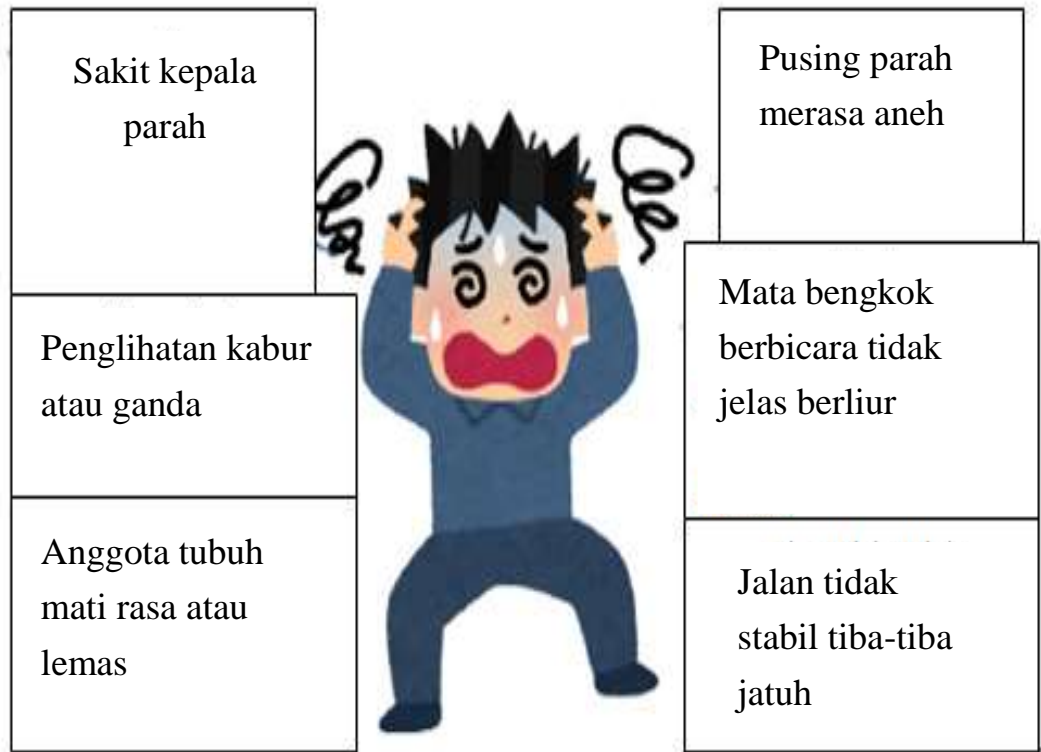 Sakit kepala
parah
Penglihatan kabur
atau ganda
Anggota tubuh
mati rasa atau
lemas
Pusing parah
merasa aneh
Mata bengkok
berbicara tidak
jelas berliur
Jalan tidak
stabil tiba-tiba
jatuh